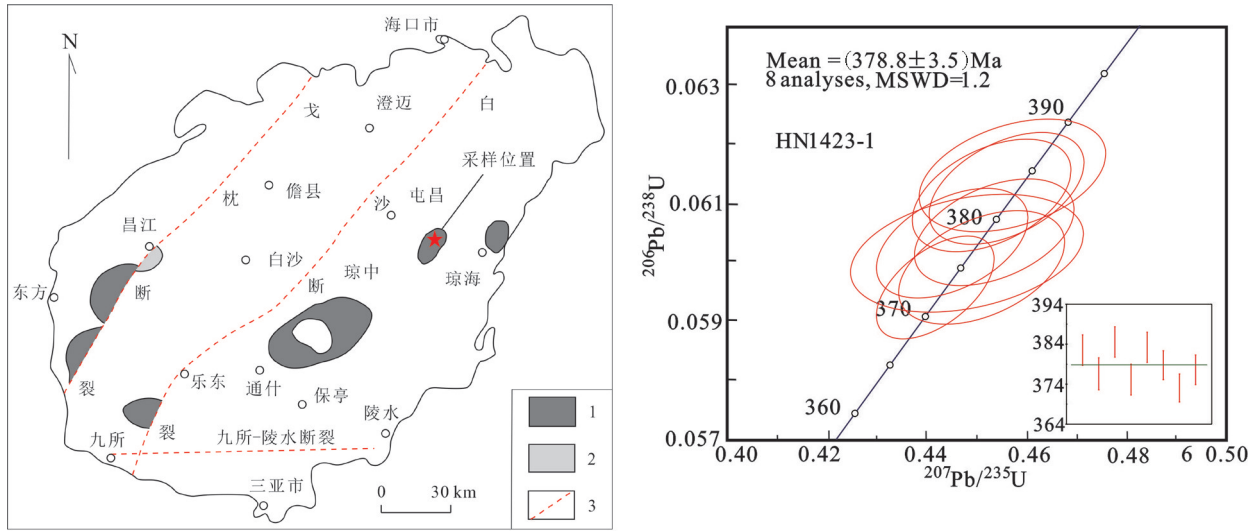 海口市
N
澄迈
戈
白
采样位置
枕
儋县
沙
屯昌
昌江
白沙
琼中
琼海
东方
断
断
裂
乐东
通什
保亭
陵水
裂
九所
九所-陵水断裂
三亚市
0 30 km
1
2
3
Mean =(378.8±3.5)Ma
8 analyses, MSWD=1.2
HN1423-1
390
380
370
360
0.063
0.061
0.059
0.057
²⁰⁶Pb/²³⁸U
394
384
374
364
0.40 0.42 0.44 0.46 0.48 6 0.50
²⁰⁷Pb/²³⁵U